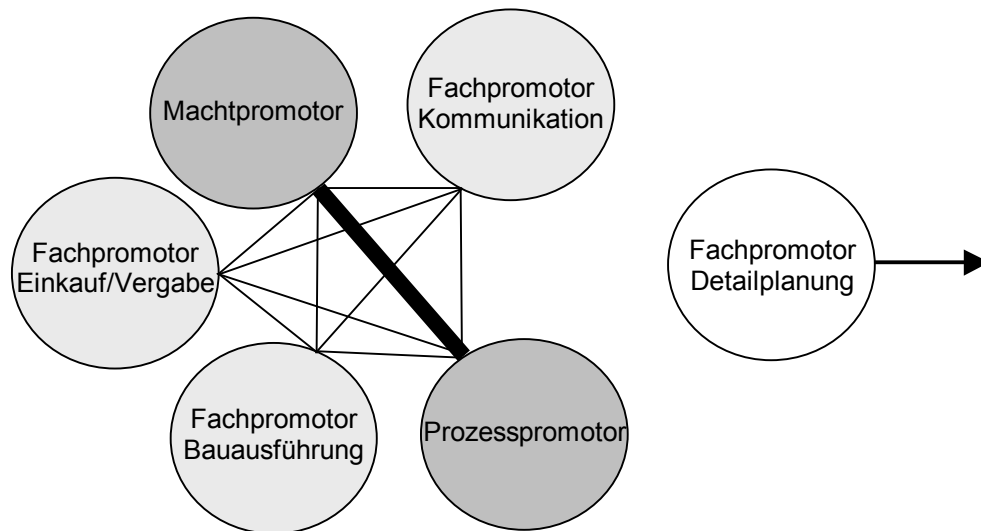 Machtpromotor
Fachpromotor
Kommunikation
Fachpromotor
Einkauf/Vergabe
Fachpromotor
Detailplanung
Fachpromotor
Bauausführung
Prozesspromotor